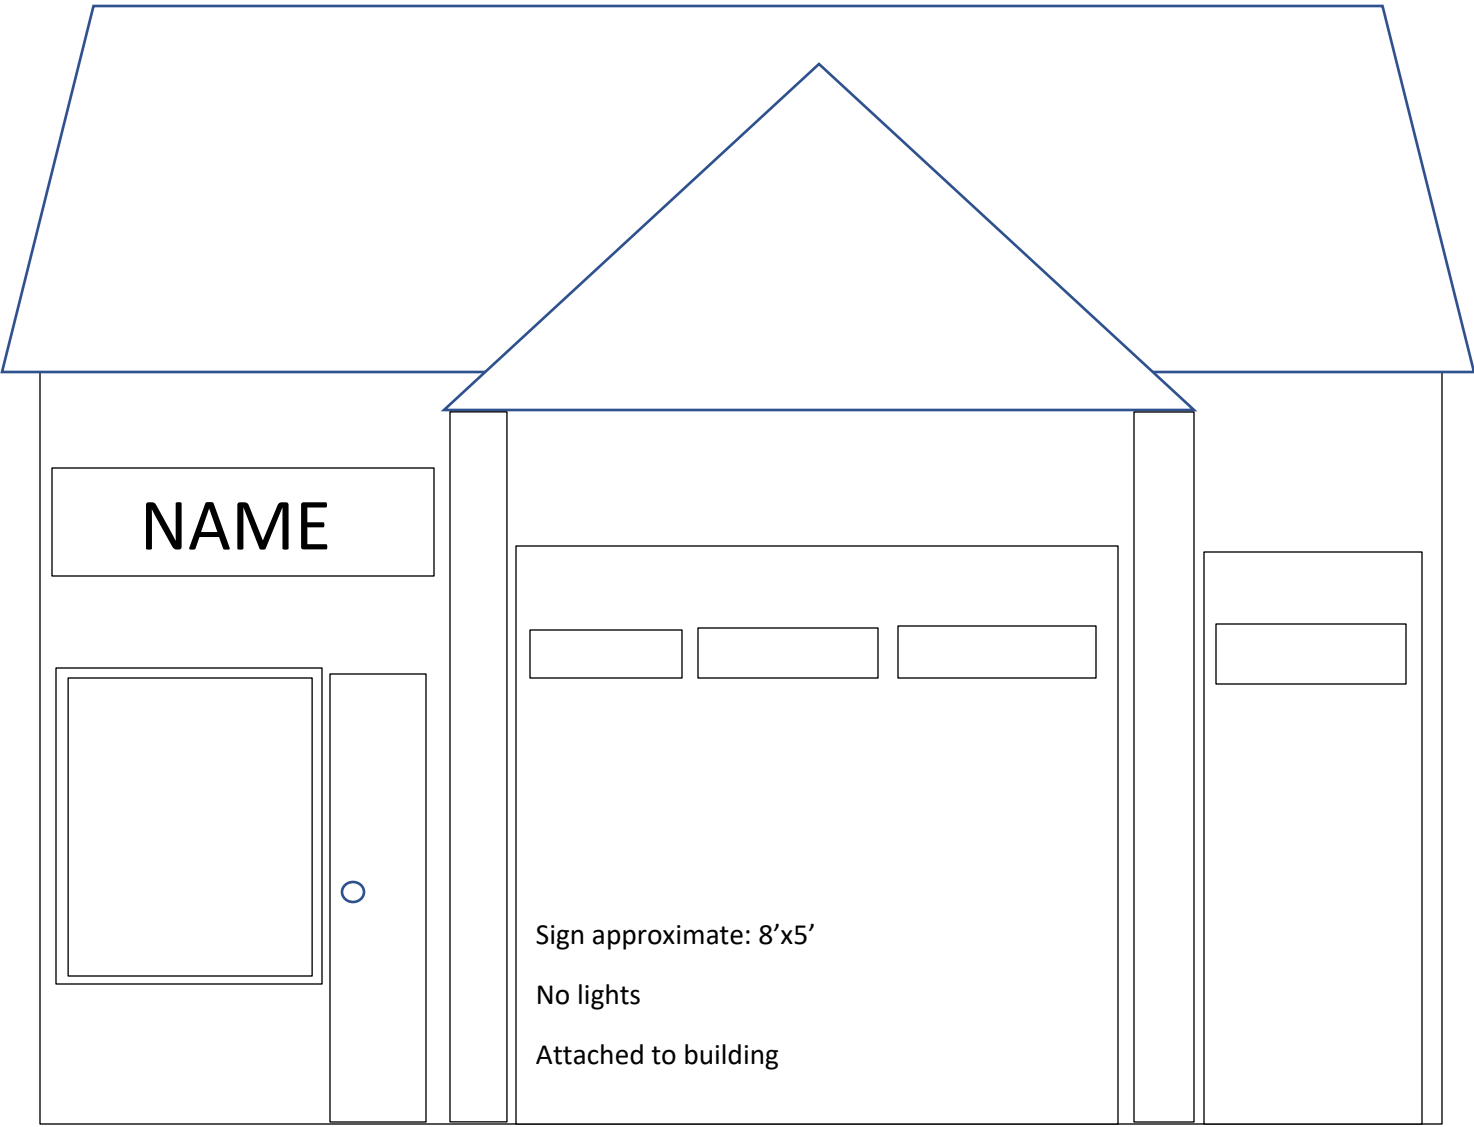 NAME
Sign approximate: 8’x5’
No lights
Attached to building